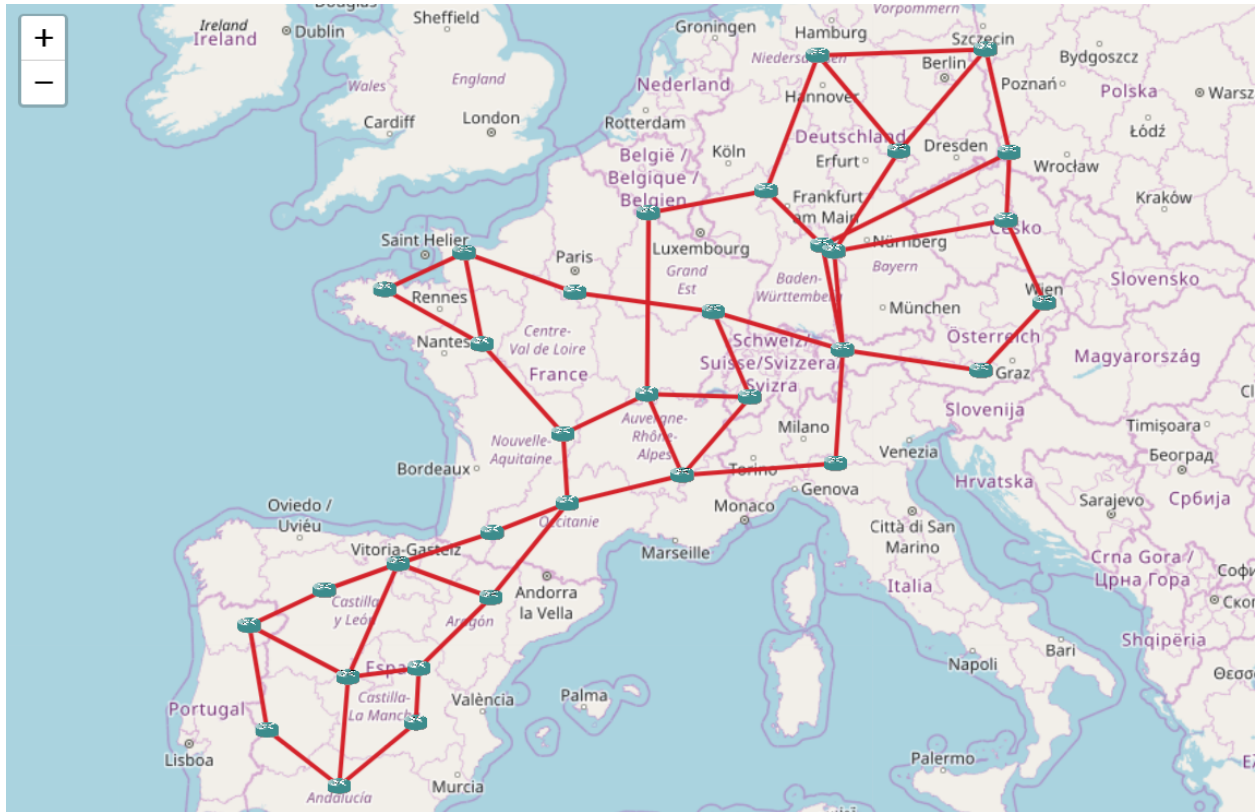 +
−
Ireland
Ireland
Dublin
Sheffield
Wales
England
Cardiff
London
Groningen
Nederland
Rotterdam
België /
Belgique /
Belgien
Köln
Hamburg
Vorpommern
Szczecin
Berlin
Hannover
Deutschland
Erfurt
Dresden
Poznań
Bydgoszcz
Polska
Łódź
Wrocław
Kraków
Frankfurt
am Main
Luxembourg
Nürnberg
Bayern
Česko
Saint Helier
Paris
Grand
Est
Baden-
Württemberg
München
Wien
Slovensko
Rennes
Nantes
Centre-
Val de Loire
France
Schweiz/
Suisse/Svizzera/
Svizra
Österreich
Graz
Magyarország
Slovenija
Nouvelle-
Aquitaine
Auvergne-
Rhône-
Alpes
Milano
Torino
Venezia
Hrvatska
Timișoara
Београд
Србија
Bordeaux
Genova
Monaco
Occitanie
Marseille
Città di San
Marino
Sarajevo
Crna Gora /
Црна Гора
Italia
Oviedo /
Uviéu
Vitoria-Gasteiz
Andorra
la Vella
Castilla
y León
Aragón
España
Castilla-
La Mancha
València
Palma
Portugal
Lisboa
Murcia
Andalucía
Napoli
Bari
Shqipëria
Palermo